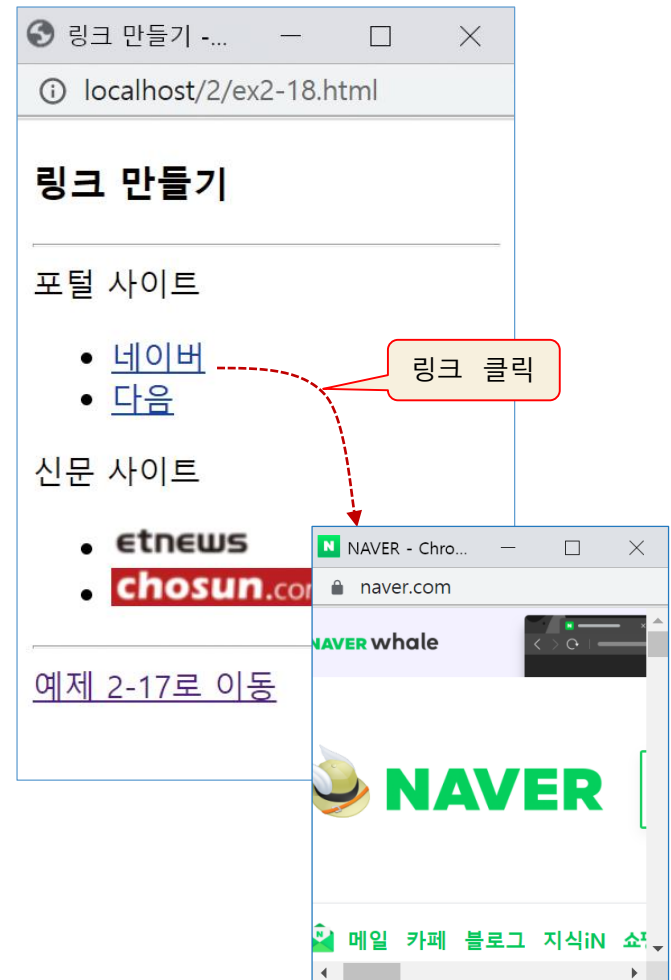 링크 만들기 -...
localhost/2/ex2-18.html
링크 만들기
포털 사이트
네이버
다음
링크 클릭
신문 사이트
etnews
chosun.com
예제 2-17로 이동
NAVER - Chro...
naver.com
NAVER whale
NAVER
메일 카페 블로그 지식iN 쇼핑